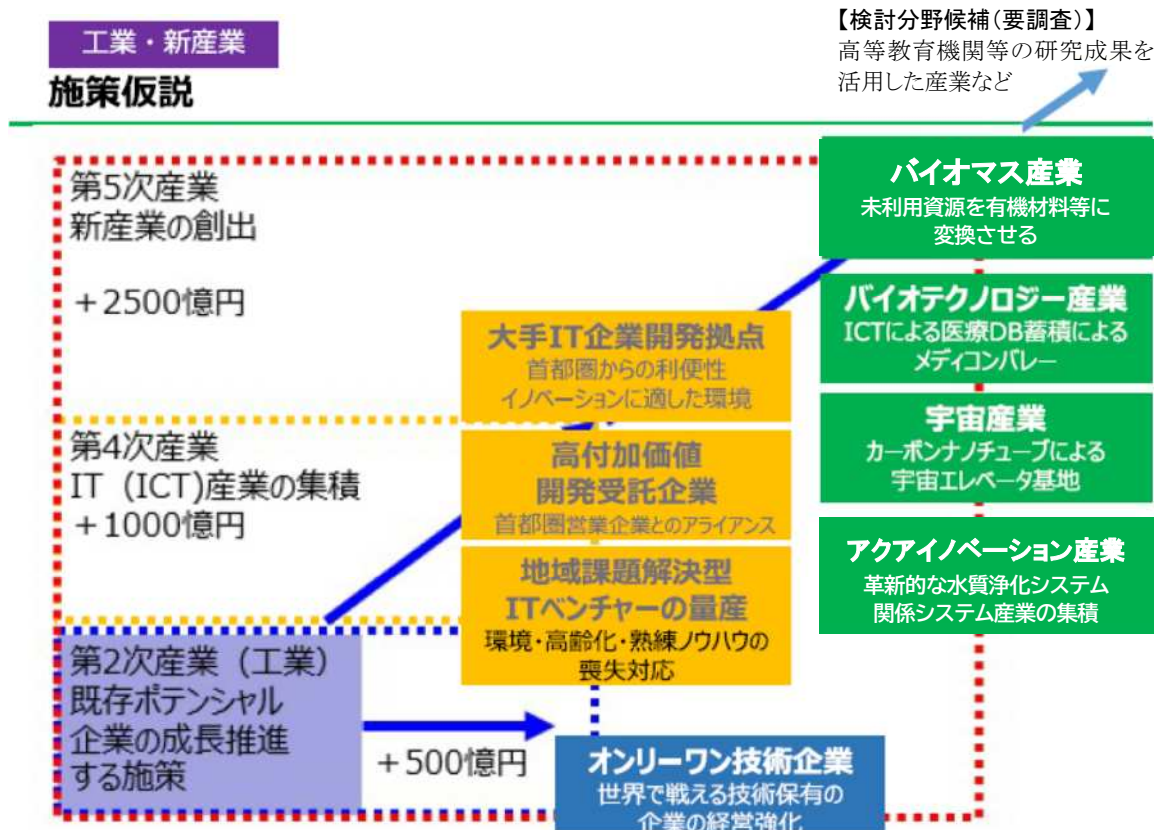 工業・新産業
施策仮説
【検討分野候補(要調査)】
高等教育機関等の研究成果を
活用した産業など
第5次産業
新産業の創出
＋2500憶円
第4次産業
IT（ICT)産業の集積
＋1000憶円
第2次産業（工業）
既存ポテンシャル
企業の成長推進
する施策
＋500憶円
大手IT企業開発拠点
首都圏からの利便性
イノベーションに適した環境
高付加価値
開発受託企業
首都圏営業企業とのアライアンス
地域課題解決型
ITベンチャーの量産
環境・高齢化・熟練ノウハウの
喪失対応
オンリーワン技術企業
世界で戦える技術保有の
企業の経営強化
バイオマス産業
未利用資源を有機材料等に
変換させる
バイオテクノロジー産業
ICTによる医療DB蓄積による
メディコンバレー
宇宙産業
カーボンナノチューブによる
宇宙エレベータ基地
アクアイノベーション産業
革新的な水質浄化システム
関係システム産業の集積